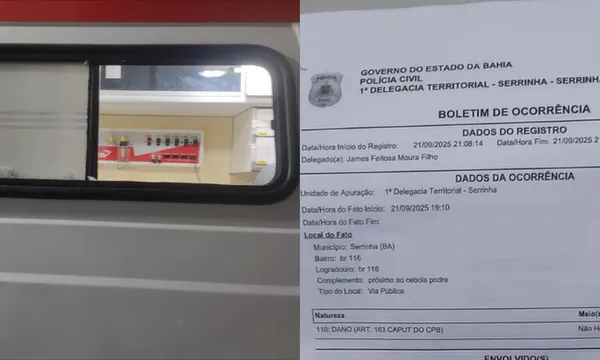 GOVERNO DO ESTADO DA BAHIA
POLÍCIA CIVIL
1ª DELEGACIA TERRITORIAL - SERRINHA - SERRINHA
BOLETIM DE OCORRÊNCIA
DADOS DO REGISTRO
Data/Hora Início do Registro: 21/09/2025 21:08:14 Data/Hora Fim: 21/09/2025 2
Delegado(a): James Feitosa Moura Filho
DADOS DA OCORRÊNCIA
Unidade de Apuração: 1ª Delegacia Territorial - Serrinha
Data/Hora do Fato Início: 21/09/2025 19:10
Data/Hora do Fato Fim:
Local do Fato
Município: Serrinha (BA)
Bairro: br 116
Logradouro: br 116
Complemento: próximo ao cebola podre
Tipo do Local: Via Pública
Natureza Meio(s
110: DANO (ART. 163 CAPUT DO CPB) Não H
ENVOLVIDO(S)